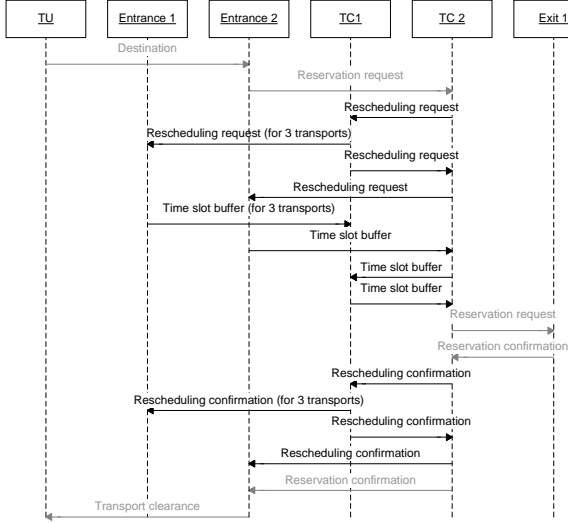 TU
Entrance 1
Entrance 2
TC1
TC 2
Exit 1
Destination
Reservation request
Rescheduling request
Rescheduling request (for 3 transports)
Rescheduling request
Rescheduling request
Time slot buffer (for 3 transports)
Time slot buffer
Time slot buffer
Time slot buffer
Reservation request
Reservation confirmation
Rescheduling confirmation
Rescheduling confirmation (for 3 transports)
Rescheduling confirmation
Rescheduling confirmation
Reservation confirmation
Transport clearance